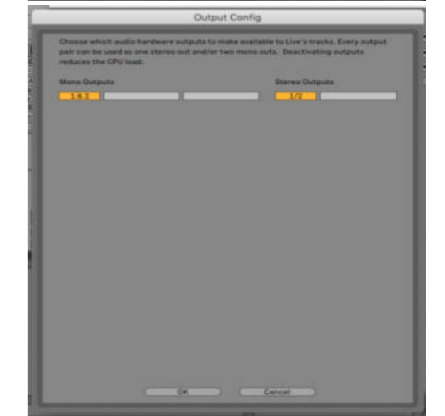 Output Config
Choose which audio hardware outputs to make available to Live's tracks. Every output
pair can be used as one stereo out and/or two mono outs. Deactivating outputs
reduces the CPU load.
Mono Outputs Stereo Outputs
1 & 2 1/2
OK Cancel